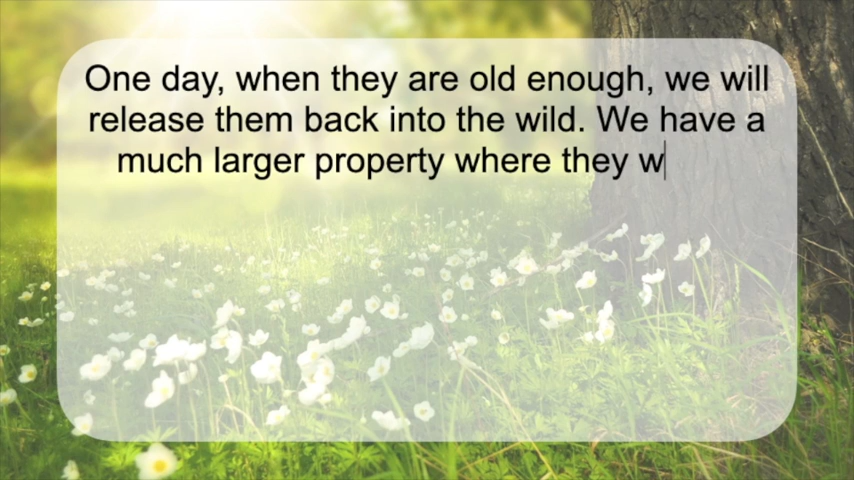 One day, when they are old enough, we will
release them back into the wild. We have a
much larger property where they w